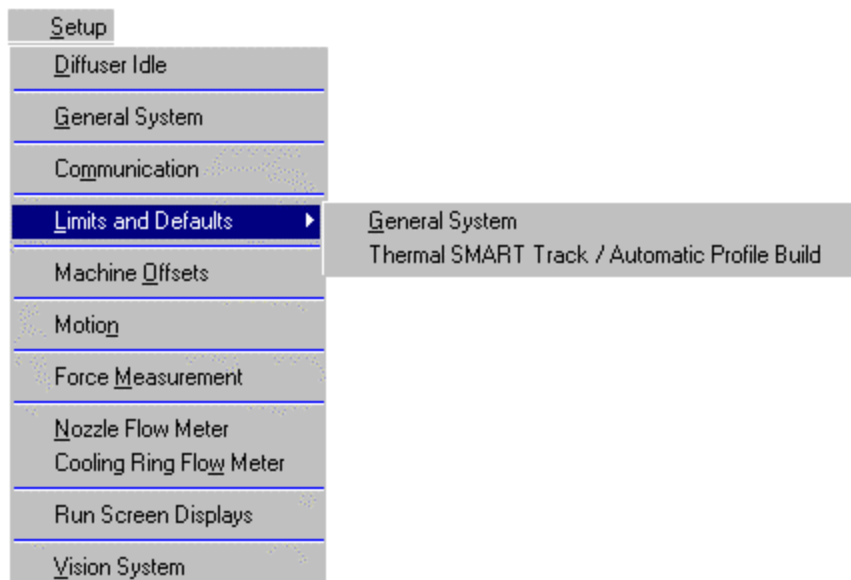 Setup
Diffuser Idle
General System
Communication
Limits and Defaults
General System
Thermal SMART Track / Automatic Profile Build
Machine Offsets
Motion
Force Measurement
Nozzle Flow Meter
Cooling Ring Flow Meter
Run Screen Displays
Vision System